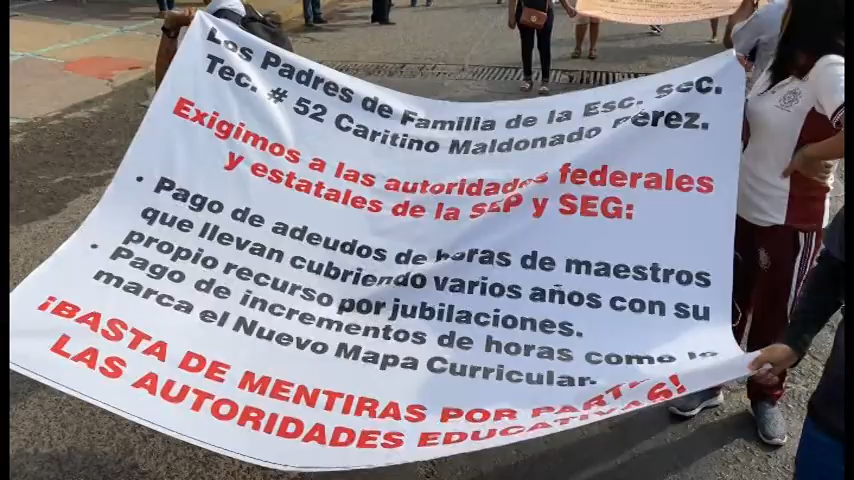 Los Padres de Familia de la Esc. Sec.
Tec. # 52 Caritino Maldonado Pérez.
Exigimos a las autoridades federales
y estatales de la SEP y SEG:
• Pago de adeudos de horas de maestros
que llevan cubriendo varios años con su
propio recurso por jubilaciones.
• Pago de incrementos de horas como lo
marca el Nuevo Mapa Curricular.
¡BASTA DE MENTIRAS POR PARTE
LAS AUTORIDADES EDUCATIVAS!